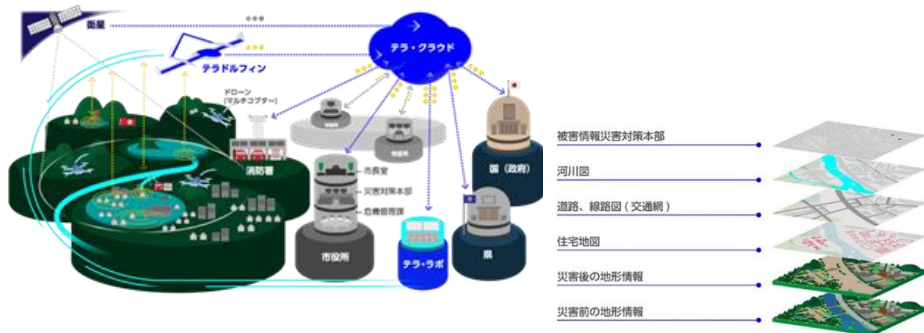 衛星
テラ・クラウド
テラドルフィン
ドローン
(マルチコプター)
消防署
国（政府）
市長室
災害対策本部
危機管理課
市役所
テラ・ラボ
県
被害情報災害対策本部
河川図
道路、線路図 ( 交通網 )
住宅地図
災害後の地形情報
災害前の地形情報